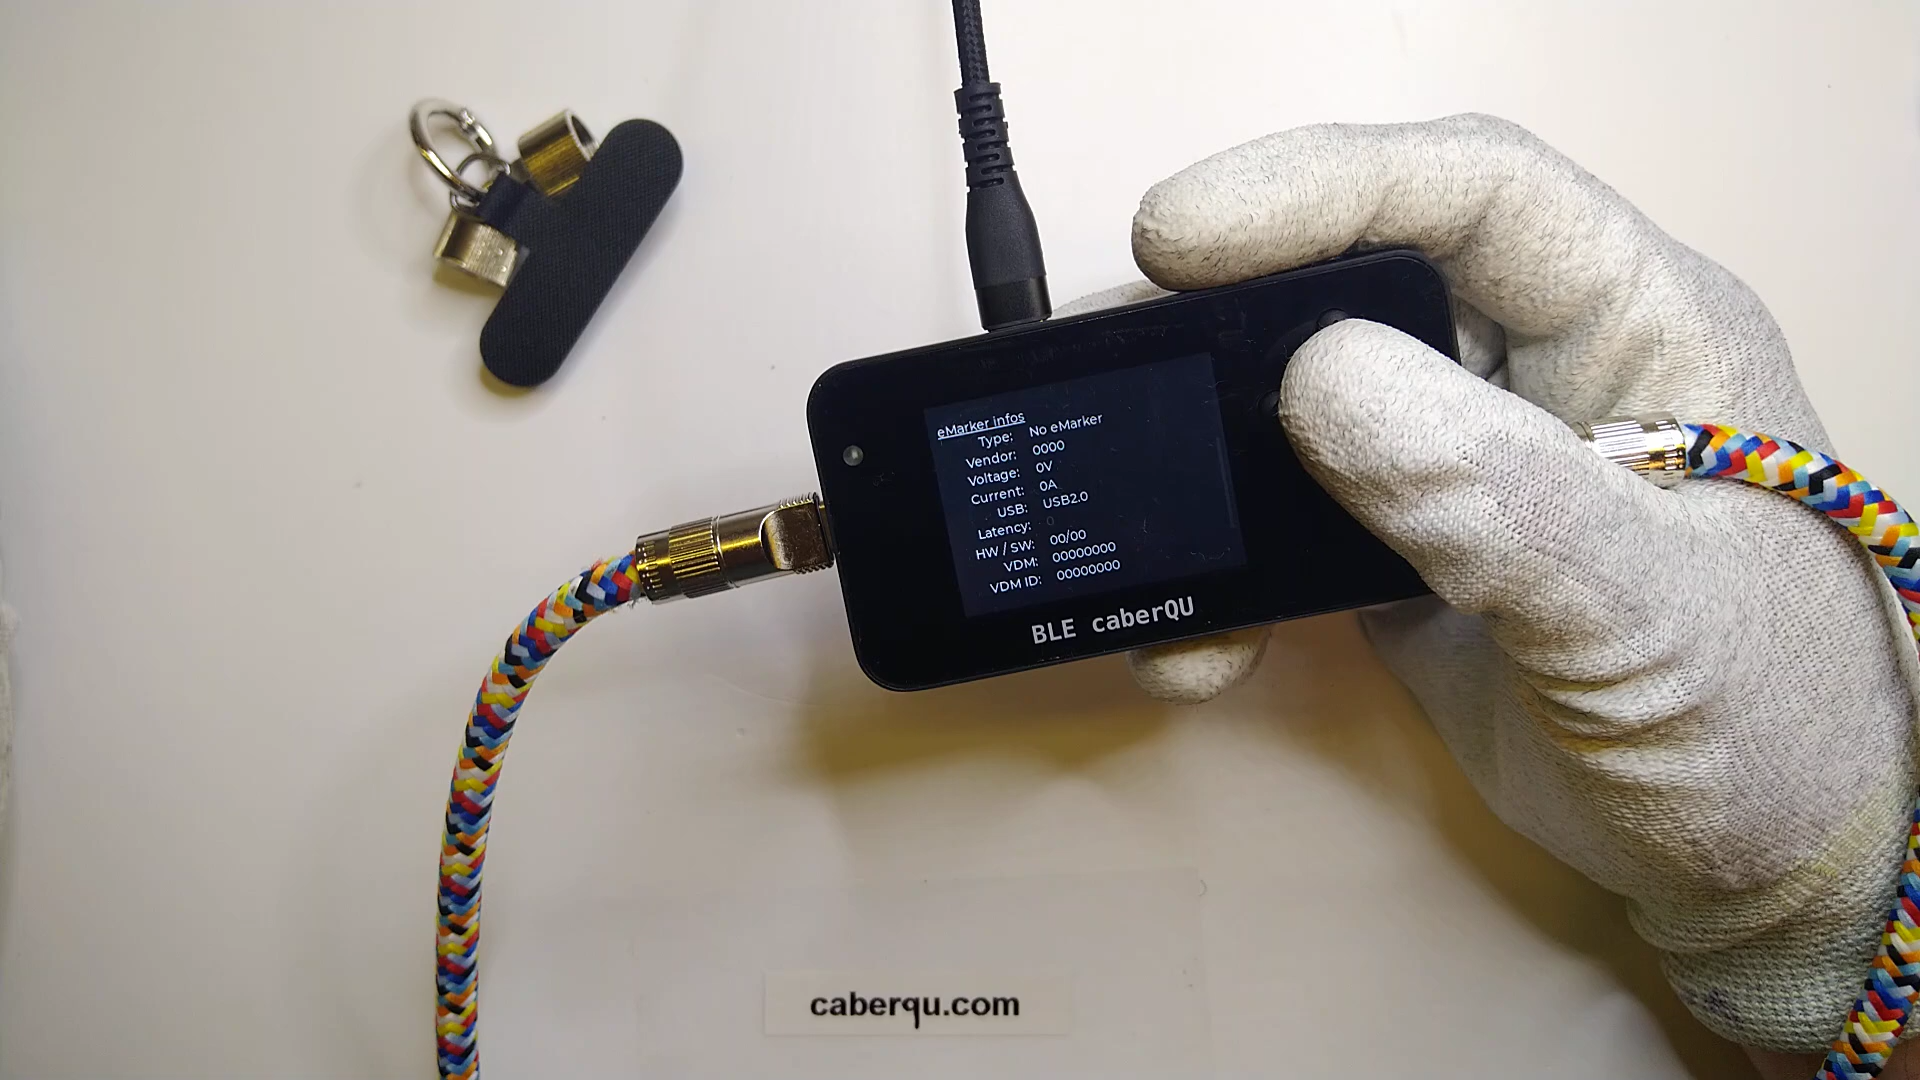 eMarker infos
Type: No eMarker
Vendor: 0000
Voltage: 0V
Current: 0A
USB: USB2.0
Latency: 0
HW / SW: 00/00
VDM: 00000000
VDM ID: 00000000
BLE caberQU
caberqu.com